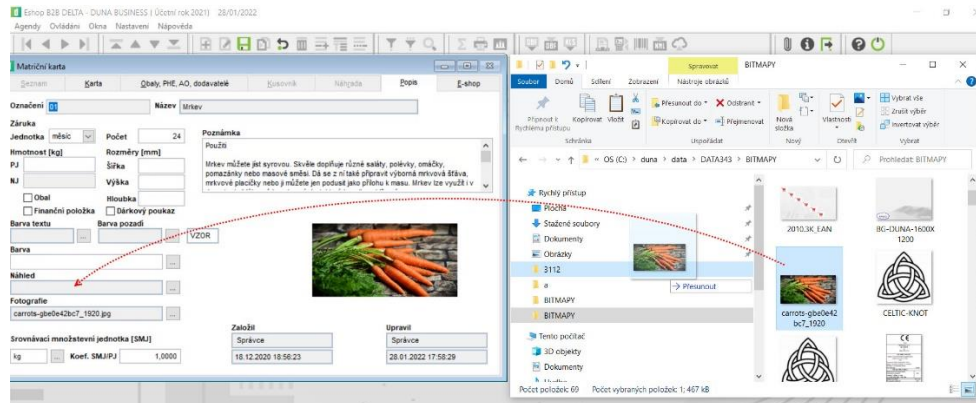 Eshop B2B DELTA - DUNA BUSINESS ( Účetní rok 2021) 28/01/2022
Agendy Ovládání Okna Nastavení Nápověda
Matriční karta
Seznam Karta Obaly, PHE, AO, dodavatelé Kusovník Náhrada Popis E-shop
Označení 01 Název Mrkev
Záruka
Jednotka měsíc Počet 24 Poznámka
Hmotnost [kg] Rozměry [mm] Použití
PJ Šířka
NJ Výška
Mrkev můžete jíst syrovou. Skvěle doplňuje různé saláty, polévky, omáčky,
pomazánky nebo masové směsi. Dá se z ní také připravit výborná mrkvová šťáva,
mrkvové placičky nebo ji můžete jen podusit jako přílohu k masu. Mrkev lze využít i v
Obal Hloubka
Finanční položka Dárkový poukaz
Barva textu Barva pozadí
... ... VZOR
Barva
...
Náhled
...
Fotografie
carrots-gbe0e42bc7_1920.jpg ...
Srovnávací množstevní jednotka [SMJ]
kg ... Koef. SMJ/PJ 1,0000
Založil Upravil
Správce Správce
18.12.2020 18:56:23 28.01.2022 17:58:29
Spravovat BITMAPY
Soubor Domů Sdílení Zobrazení Nástroje obrázků
Připnout k Rychlému přístupu
Kopírovat Vložit
Přesunout do Odstranit
Kopírovat do Přejmenovat
Nová složka
Vlastnosti
Vybrat vše
Zrušit výběr
Invertovat výběr
Schránka Uspořádat Nový Otevřít Vybrat
« OS (C:) › duna › data › DATA343 › BITMAPY Prohledat: BITMAPY
Rychlý přístup
Plocha
Stažené soubory
Dokumenty
Obrázky
3112
a
BITMAPY
BITMAPY
Tento počítač
3D objekty
Dokumenty
Hudba
Přesunout
2010.3K_EAN
BG-DUNA-1600X
1200
carrots-gbe0e42
bc7_1920
CELTIC-KNOT
CE
Počet položek: 69 Počet vybraných položek: 1; 467 kB